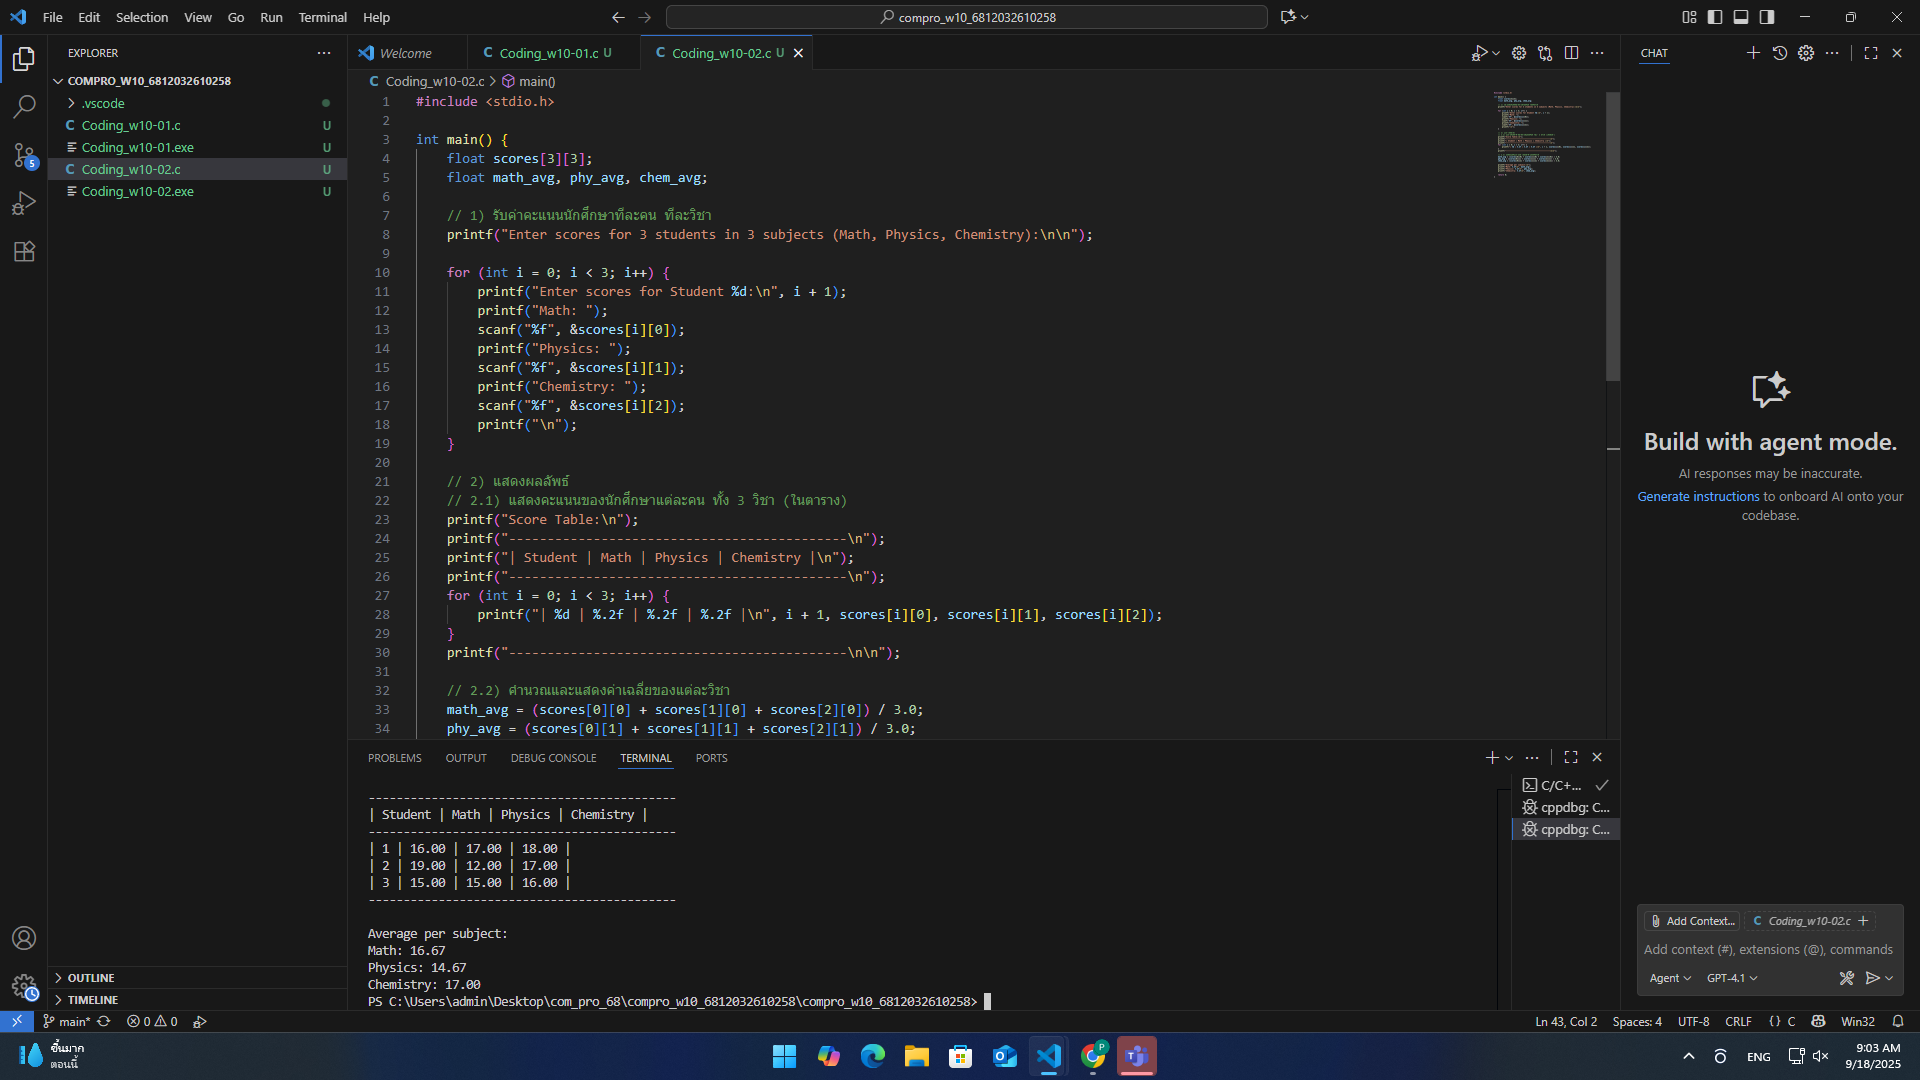 File Edit Selection View Go Run Terminal Help
compro_w10_6812032610258
EXPLORER
COMPRO_W10_6812032610258
.vscode
C Coding_w10-01.c U
Coding_w10-01.exe U
C Coding_w10-02.c U
Coding_w10-02.exe U
OUTLINE
TIMELINE
5
Welcome
C Coding_w10-01.c U
C Coding_w10-02.c U
C Coding_w10-02.c > main()
1 #include <stdio.h>
2
3 int main() {
4 float scores[3][3];
5 float math_avg, phy_avg, chem_avg;
6
7 // 1) รับค่าคะแนนนักศึกษาทีละคน ทีละวิชา
8 printf("Enter scores for 3 students in 3 subjects (Math, Physics, Chemistry):\n\n");
9
10 for (int i = 0; i < 3; i++) {
11 printf("Enter scores for Student %d:\n", i + 1);
12 printf("Math: ");
13 scanf("%f", &scores[i][0]);
14 printf("Physics: ");
15 scanf("%f", &scores[i][1]);
16 printf("Chemistry: ");
17 scanf("%f", &scores[i][2]);
18 printf("\n");
19 }
20
21 // 2) แสดงผลลัพธ์
22 // 2.1) แสดงคะแนนของนักศึกษาแต่ละคน ทั้ง 3 วิชา (ในตาราง)
23 printf("Score Table:\n");
24 printf("--------------------------------------------\n");
25 printf("| Student | Math | Physics | Chemistry |\n");
26 printf("--------------------------------------------\n");
27 for (int i = 0; i < 3; i++) {
28 printf("| %d | %.2f | %.2f | %.2f |\n", i + 1, scores[i][0], scores[i][1], scores[i][2]);
29 }
30 printf("--------------------------------------------\n\n");
31
32 // 2.2) คำนวณและแสดงค่าเฉลี่ยของแต่ละวิชา
33 math_avg = (scores[0][0] + scores[1][0] + scores[2][0]) / 3.0;
34 phy_avg = (scores[0][1] + scores[1][1] + scores[2][1]) / 3.0;
PROBLEMS OUTPUT DEBUG CONSOLE TERMINAL PORTS
--------------------------------------------
| Student | Math | Physics | Chemistry |
--------------------------------------------
| 1 | 16.00 | 17.00 | 18.00 |
| 2 | 19.00 | 12.00 | 17.00 |
| 3 | 15.00 | 15.00 | 16.00 |
--------------------------------------------
Average per subject:
Math: 16.67
Physics: 14.67
Chemistry: 17.00
PS C:\Users\admin\Desktop\com_pro_68\compro_w10_6812032610258\compro_w10_6812032610258>
C/C+...
cppdbg: C...
cppdbg: C...
CHAT
Build with agent mode.
AI responses may be inaccurate.
Generate instructions to onboard AI onto your
codebase.
Add Context... C Coding_w10-02.c +
Add context (#), extensions (@), commands
Agent GPT-4.1
main* 0 0
Ln 43, Col 2 Spaces: 4 UTF-8 CRLF {} C Win32
ชื้นมาก
ตอนนี้
P
ENG
9:03 AM
9/18/2025